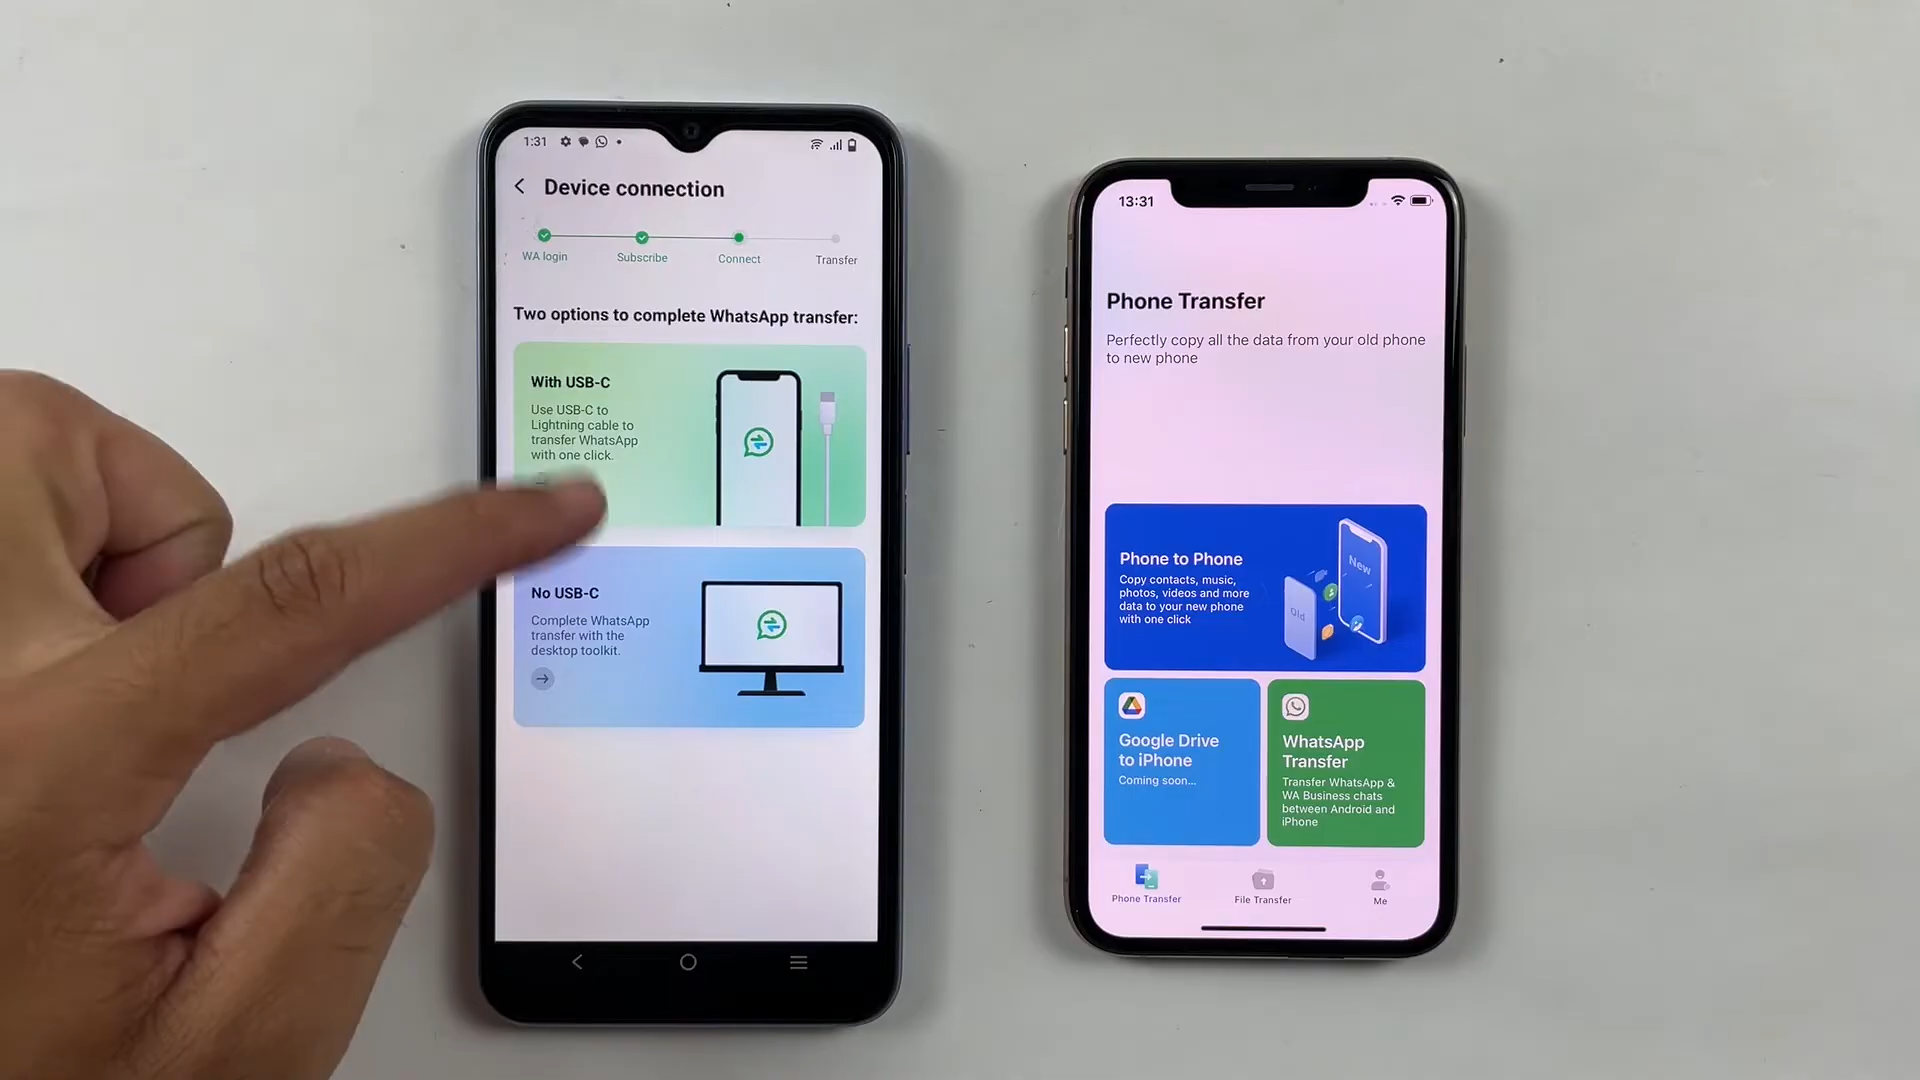 1:31
Device connection
WA login
Subscribe
Connect
Transfer
Two options to complete WhatsApp transfer:
With USB-C
Use USB-C to
Lightning cable to
transfer WhatsApp
with one click.
No USB-C
Complete WhatsApp
transfer with the
desktop toolkit.
13:31
Phone Transfer
Perfectly copy all the data from your old phone
to new phone
Phone to Phone
Copy contacts, music,
photos, videos and more
data to your new phone
with one click
Old
New
Google Drive
to iPhone
Coming soon...
WhatsApp
Transfer
Transfer WhatsApp &
WA Business chats
between Android and
iPhone
Phone Transfer
File Transfer
Me